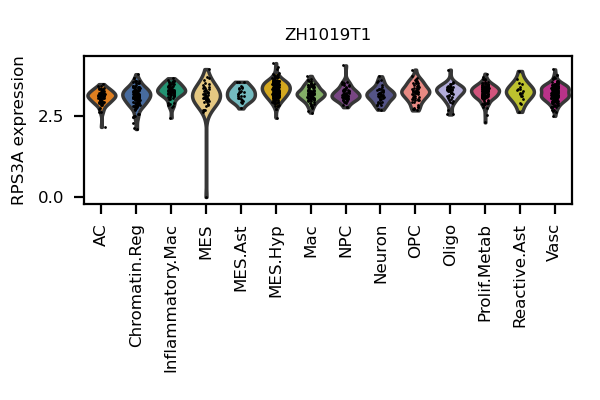 ZH1019T1
RPS3A expression
2.5
0.0
AC
Chromatin.Reg
Inflammatory.Mac
MES
MES.Ast
MES.Hyp
Mac
NPC
Neuron
OPC
Oligo
Prolif.Metab
Reactive.Ast
Vasc